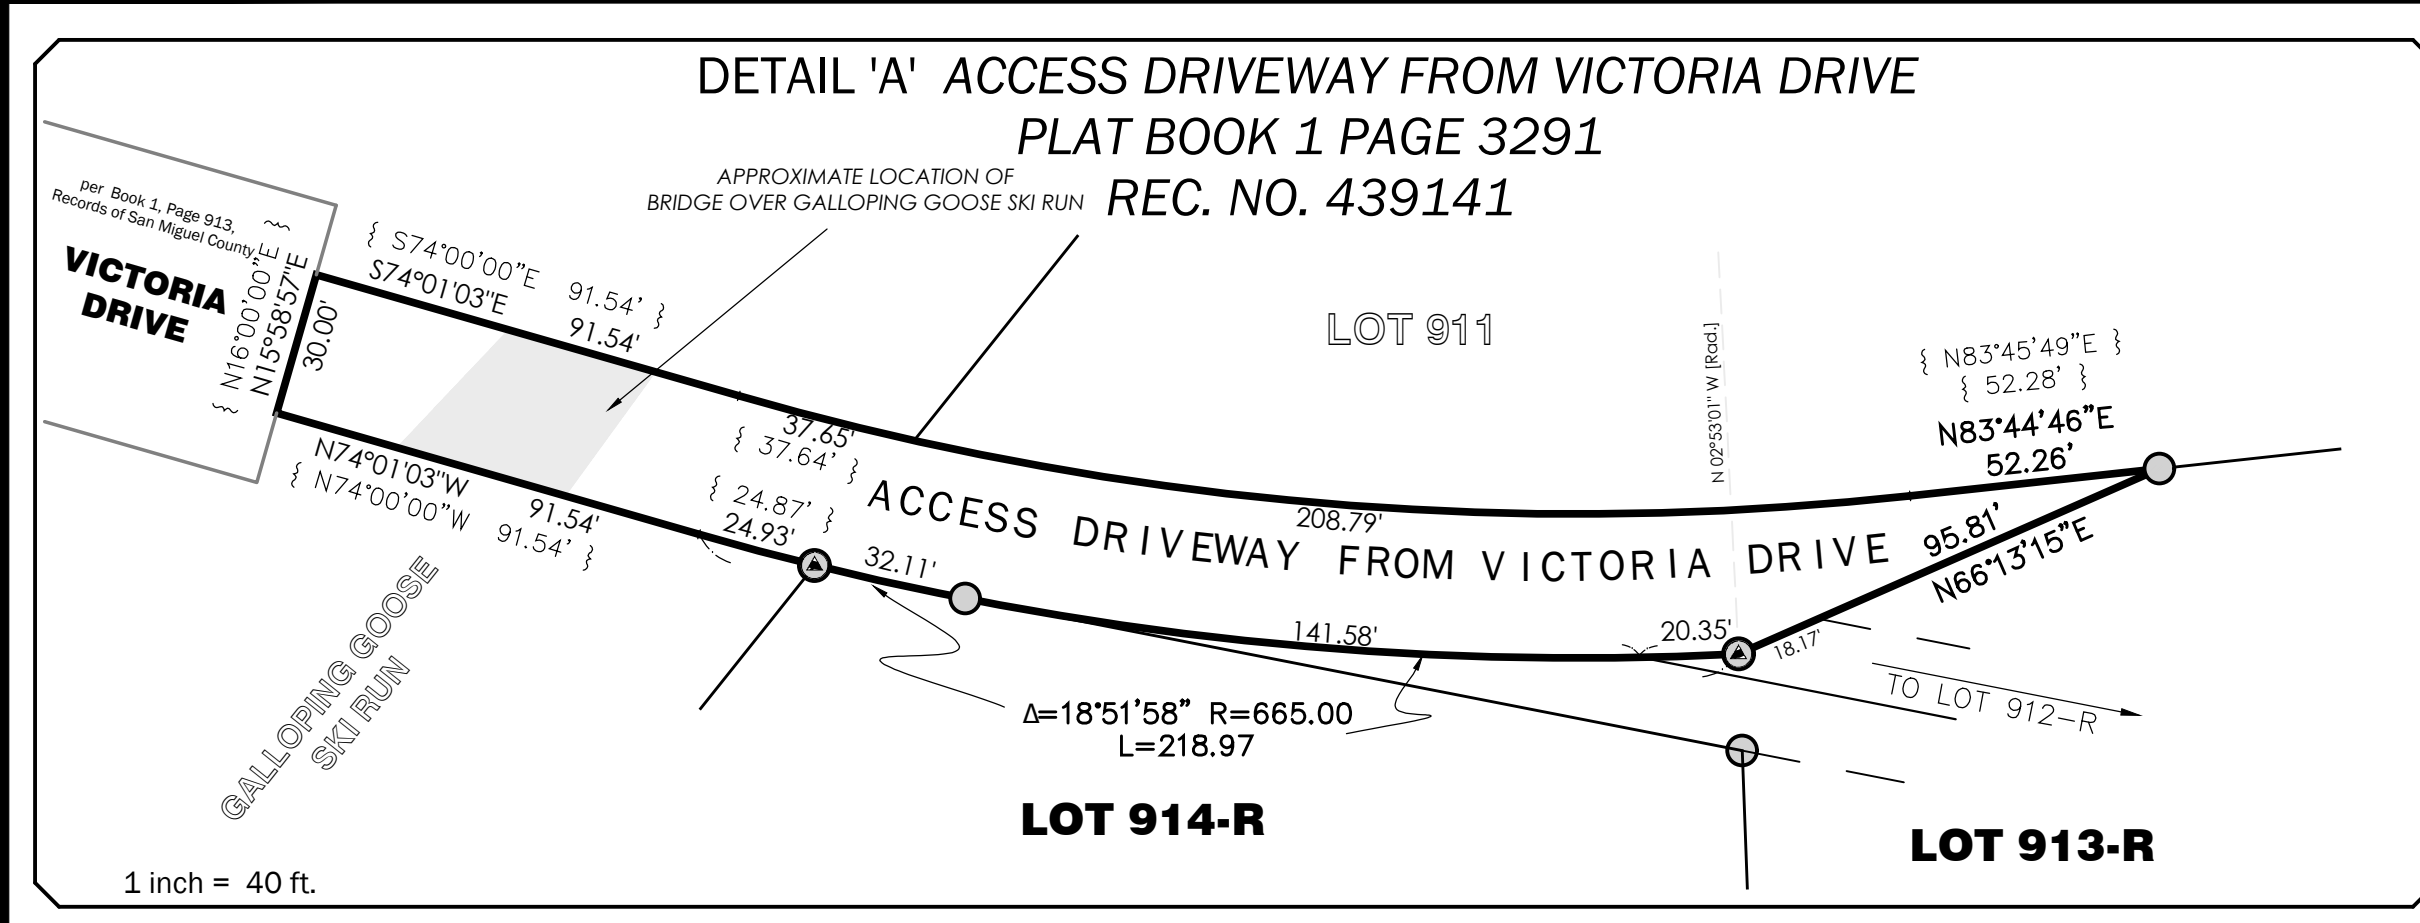 DETAIL 'A' ACCESS DRIVEWAY FROM VICTORIA DRIVE
PLAT BOOK 1 PAGE 3291
REC. NO. 439141
APPROXIMATE LOCATION OF
BRIDGE OVER GALLOPING GOOSE SKI RUN
per Book 1, Page 913,
Records of San Miguel County
VICTORIA
DRIVE
{ N16°00'00"E }
N15°58'57"E
30.00'
{ S74°00'00"E 91.54' }
S74°01'03"E 91.54'
N74°01'03"W 91.54'
{ N74°00'00"W 91.54' }
37.65'
{ 37.64' }
{ 24.87' }
24.93'
32.11'
LOT 911
N 02°53'01" W [Rad.]
{ N83°45'49"E }
{ 52.28' }
N83°44'46"E
52.26'
208.79'
ACCESS DRIVEWAY FROM VICTORIA DRIVE
95.81'
N66°13'15"E
141.58'
20.35'
18.17'
TO LOT 912-R
Δ=18°51'58" R=665.00
L=218.97
GALLOPING GOOSE
SKI RUN
LOT 914-R
LOT 913-R
1 inch = 40 ft.